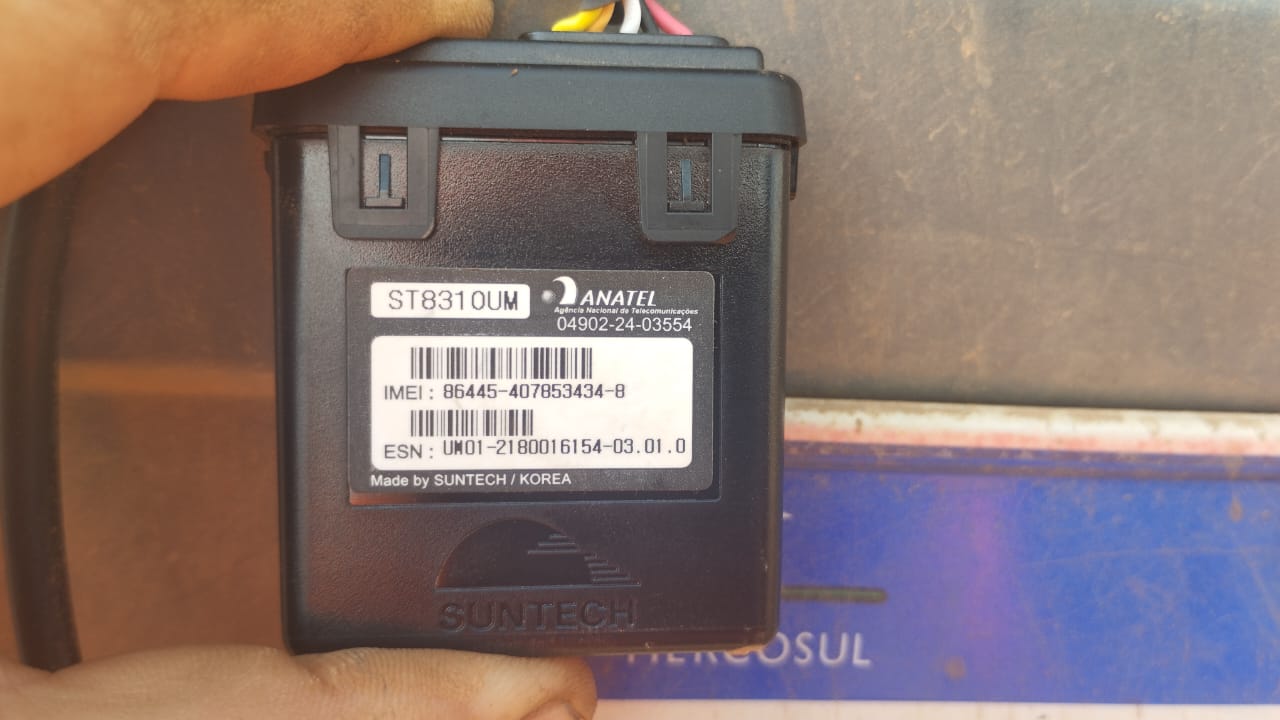 ST8310UM
ANATEL
Agência Nacional de Telecomunicações
04902-24-03554
IMEI : 86445-407853434-8
ESN : UM01-2180016154-03.01.0
Made by SUNTECH / KOREA
SUNTECH
MERCOSUL